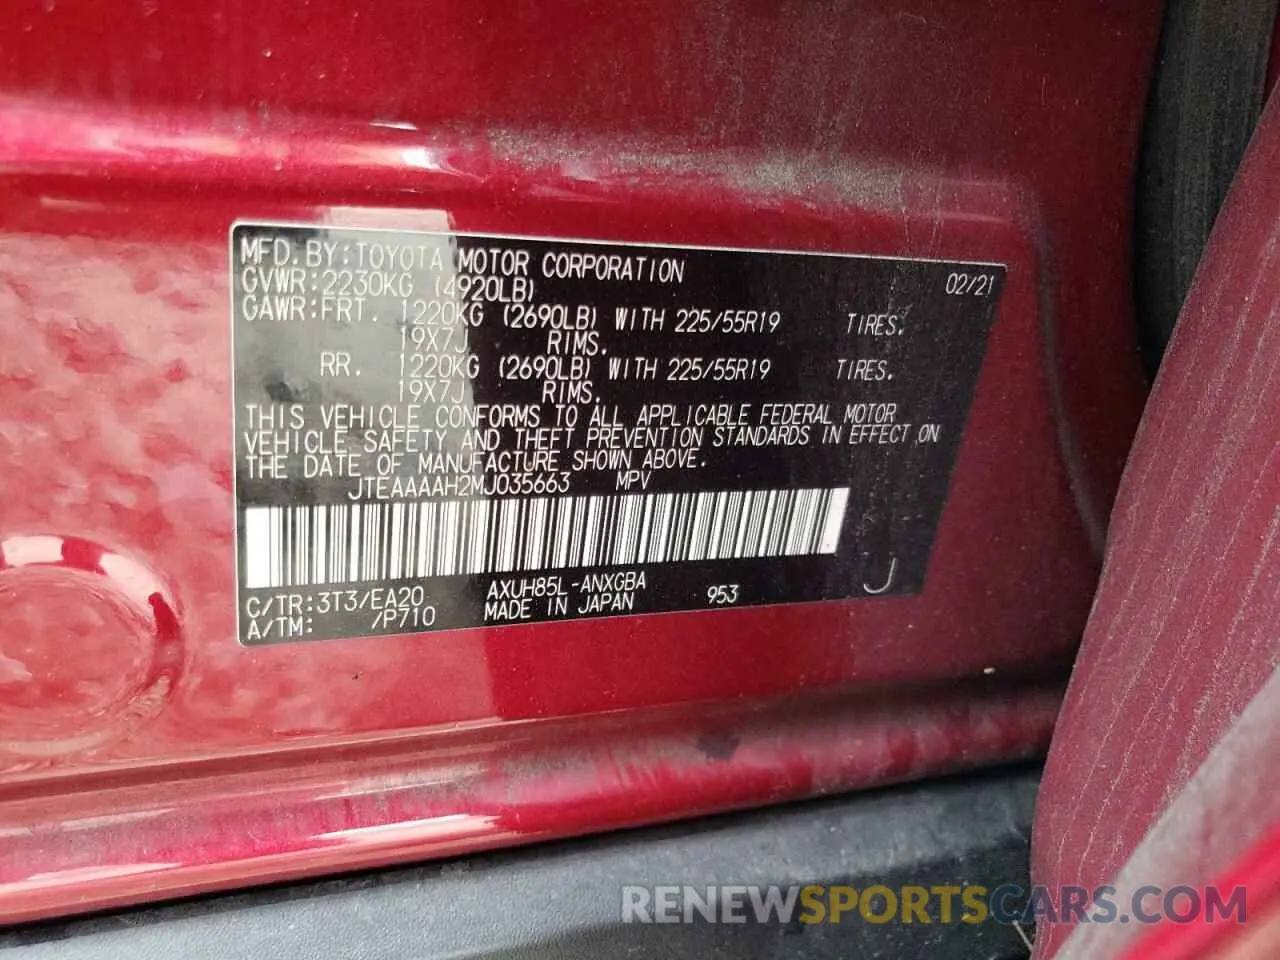 MFD. BY: TOYOTA MOTOR CORPORATION 02/21
GVWR: 2230KG (4920LB)
GAWR: FRT. 1220KG (2690LB) WITH 225/55R19 TIRES.
19X7J RIMS.
RR. 1220KG (2690LB) WITH 225/55R19 TIRES.
19X7J RIMS.
THIS VEHICLE CONFORMS TO ALL APPLICABLE FEDERAL MOTOR
VEHICLE SAFETY AND THEFT PREVENTION STANDARDS IN EFFECT ON
THE DATE OF MANUFACTURE SHOWN ABOVE.
JTEAAAAH2MJ035663 MPV
C/TR: 3T3/EA20 AXUH85L-ANXGBA 953 J
A/TM: /P710 MADE IN JAPAN
RENEWSPORTSCARS.COM